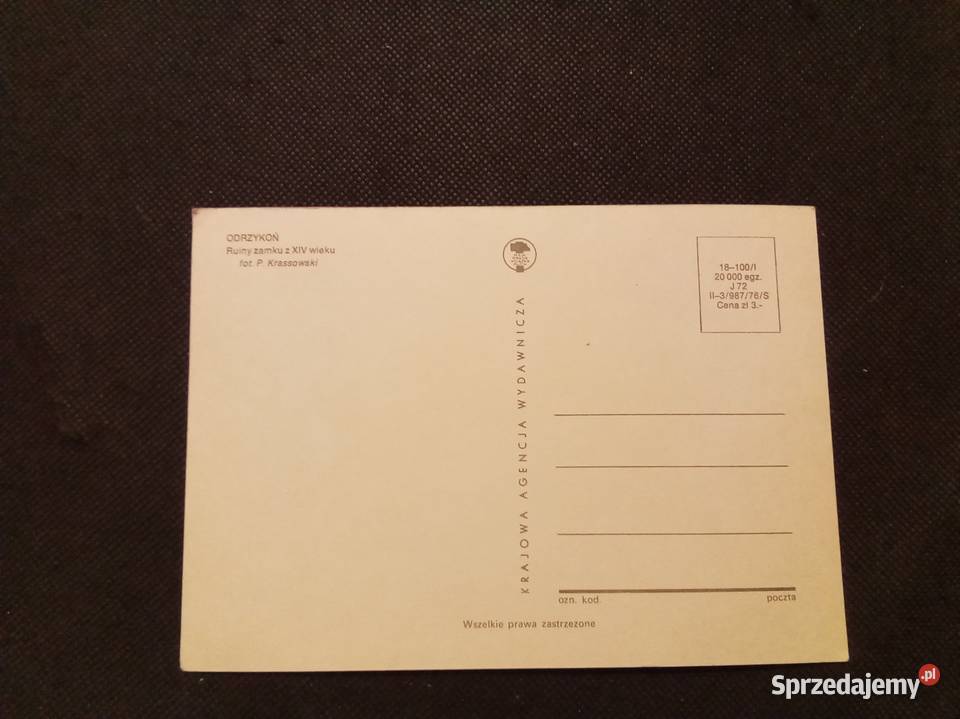 ODRZYKOŃ
Ruiny zamku z XIV wieku
fot. P. Krassowski
KRAJOWA AGENCJA WYDAWNICZA
18—100/I
20 000 egz.
J 72
II—3/987/76/S
Cena zł 3.-
ozn. kod
poczta
Wszelkie prawa zastrzeżone
Sprzedajemy.pl